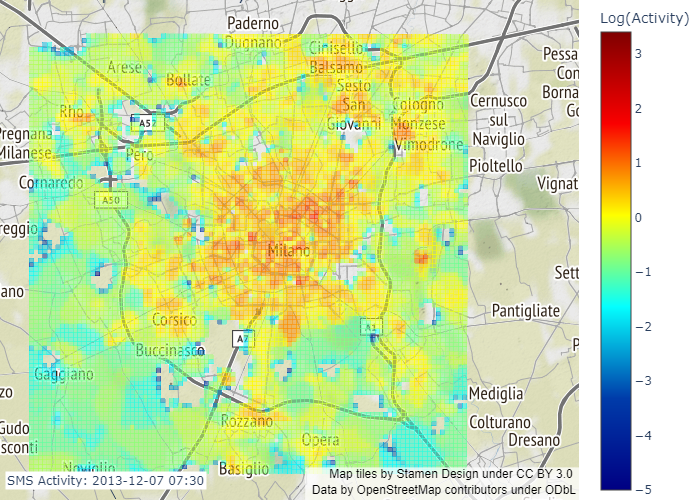 Log(Activity)
Paderno
Dugnano
Cinisello
Balsamo
Arese
Bollate
Sesto
San
Giovanni
Cologno
Monzese
Vimodrone
Pessa
Con
Borna
Go
Cernusco
sul
Naviglio
Rho
A52
Pregnana
Milanese
Pero
Pioltello
Cornaredo
Vignat
A50
reggio
Milano
Sett
ano
Pantigliate
Corsico
A1
A7
Buccinasco
P
Gaggiano
zo
Mediglia
Rozzano
Colturano
Gudo
Dresano
sconti
Opera
Noviglio
Basiglio
SMS Activity: 2013-12-07 07:30
Map tiles by Stamen Design under CC BY 3.0
Data by OpenStreetMap contributors under ODbL
3
2
1
0
−1
−2
−3
−4
−5